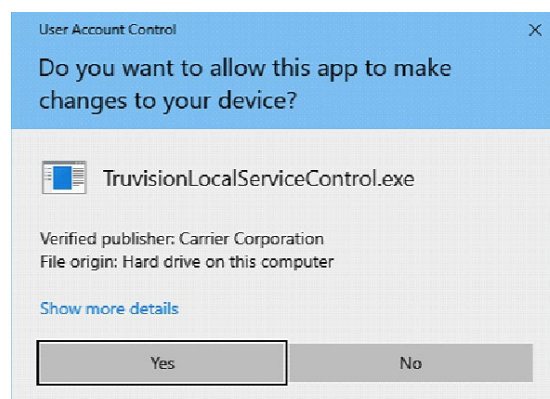 User Account Control
Do you want to allow this app to make
changes to your device?
TruvisionLocalServiceControl.exe
Verified publisher: Carrier Corporation
File origin: Hard drive on this computer
Show more details
Yes
No